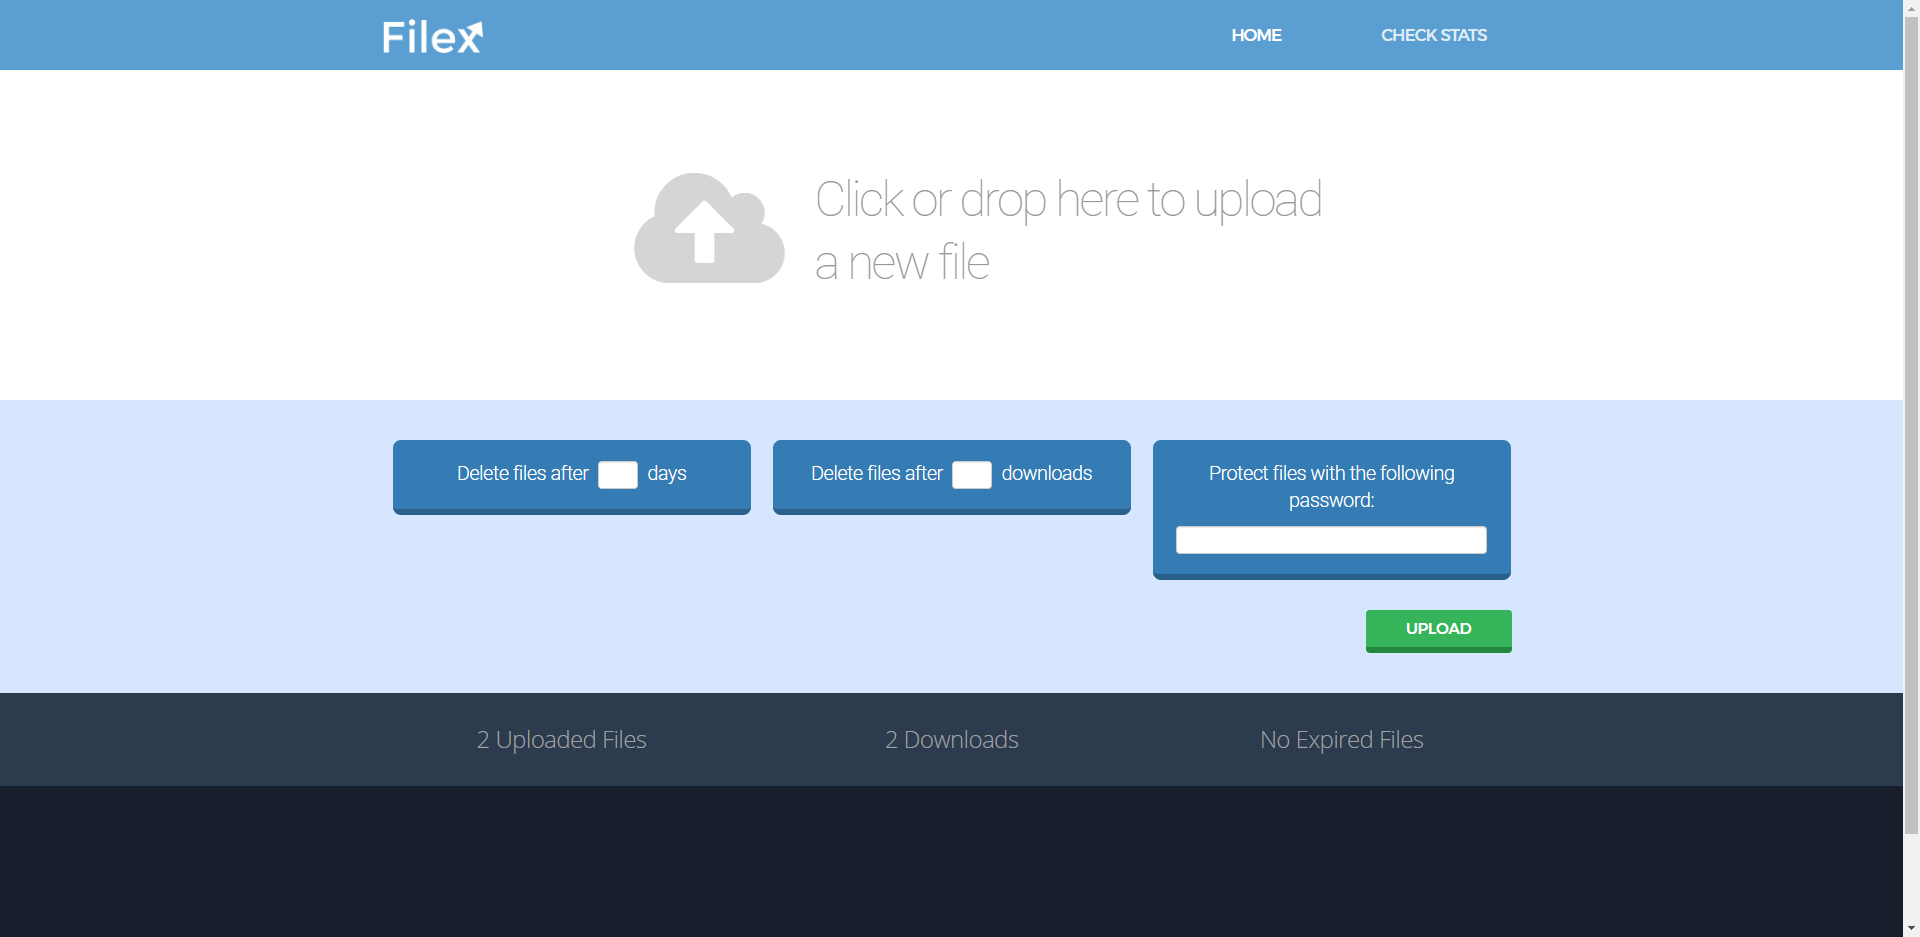 Filex
HOME
CHECK STATS
Click or drop here to upload
a new file
Delete files after days
Delete files after downloads
Protect files with the following
password:
UPLOAD
2 Uploaded Files
2 Downloads
No Expired Files